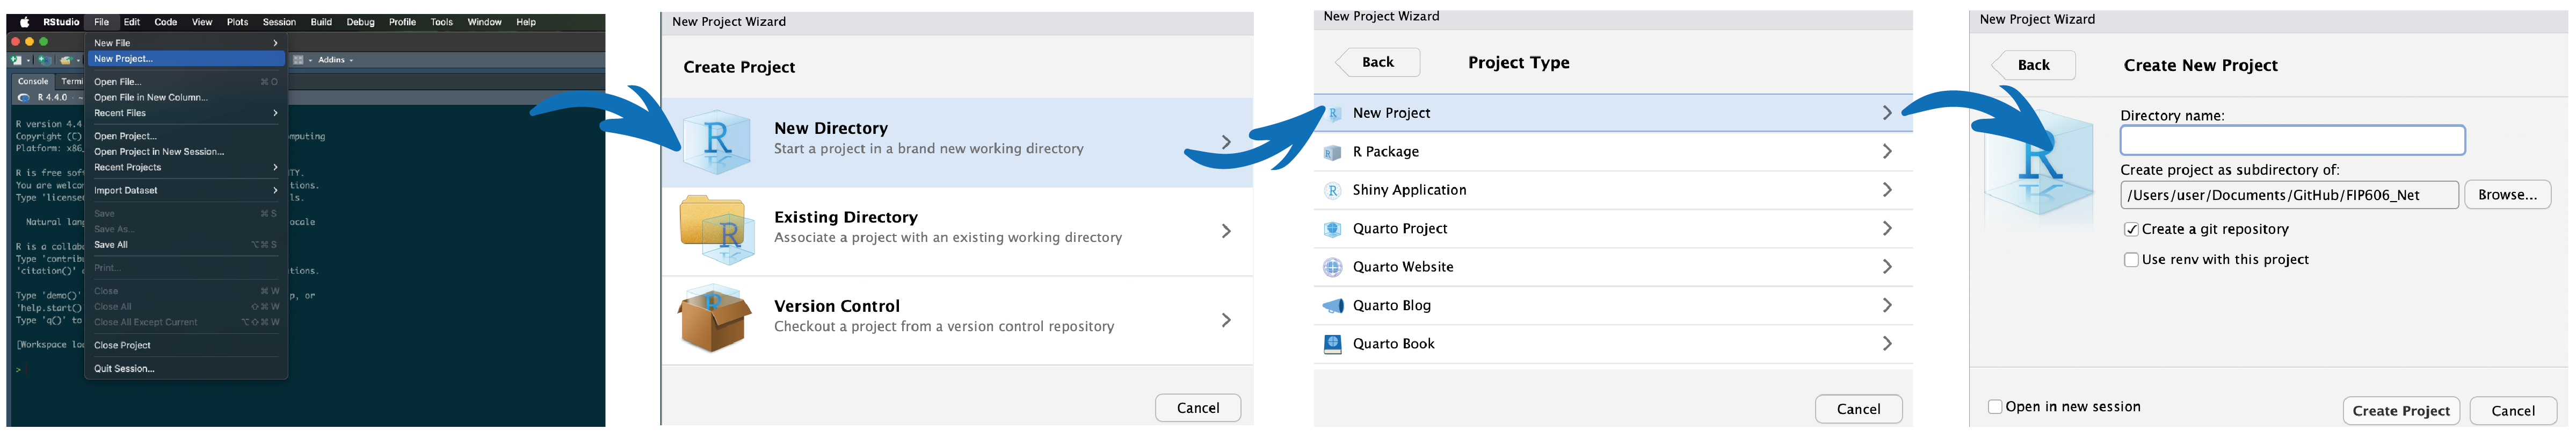 RStudio File Edit Code View Plots Session Build Debug Profile Tools Window Help
New File
New Project...
Addins
Console Termi
Open File... ⌘O
R 4.4.0
Open File in New Column...
Recent Files
R version 4.4
Copyright (C) mputing
Open Project...
Platform: x86_
Open Project in New Session...
Recent Projects
R is free sof TY.
You are welcom tions.
Import Dataset
Type 'license ls.
Save ⌘S
Natural lang ocale
Save As...
Save All ⌥⌘S
R is a collab
Type 'contrib
Print...
'citation()' tions.
Close ⌘W
Type 'demo()' p, or
Close All ⇧⌘W
'help.start()
Close All Except Current ⌥⇧⌘W
Type 'q()' to
Close Project
[Workspace loa
Quit Session...
>
New Project Wizard
Create Project
New Directory
Start a project in a brand new working directory
Existing Directory
Associate a project with an existing working directory
Version Control
Checkout a project from a version control repository
Cancel
New Project Wizard
Back Project Type
New Project
R Package
Shiny Application
Quarto Project
Quarto Website
Quarto Blog
Quarto Book
Cancel
New Project Wizard
Back Create New Project
Directory name:
Create project as subdirectory of:
/Users/user/Documents/GitHub/FIP606_Net Browse...
Create a git repository
Use renv with this project
Open in new session Create Project Cancel